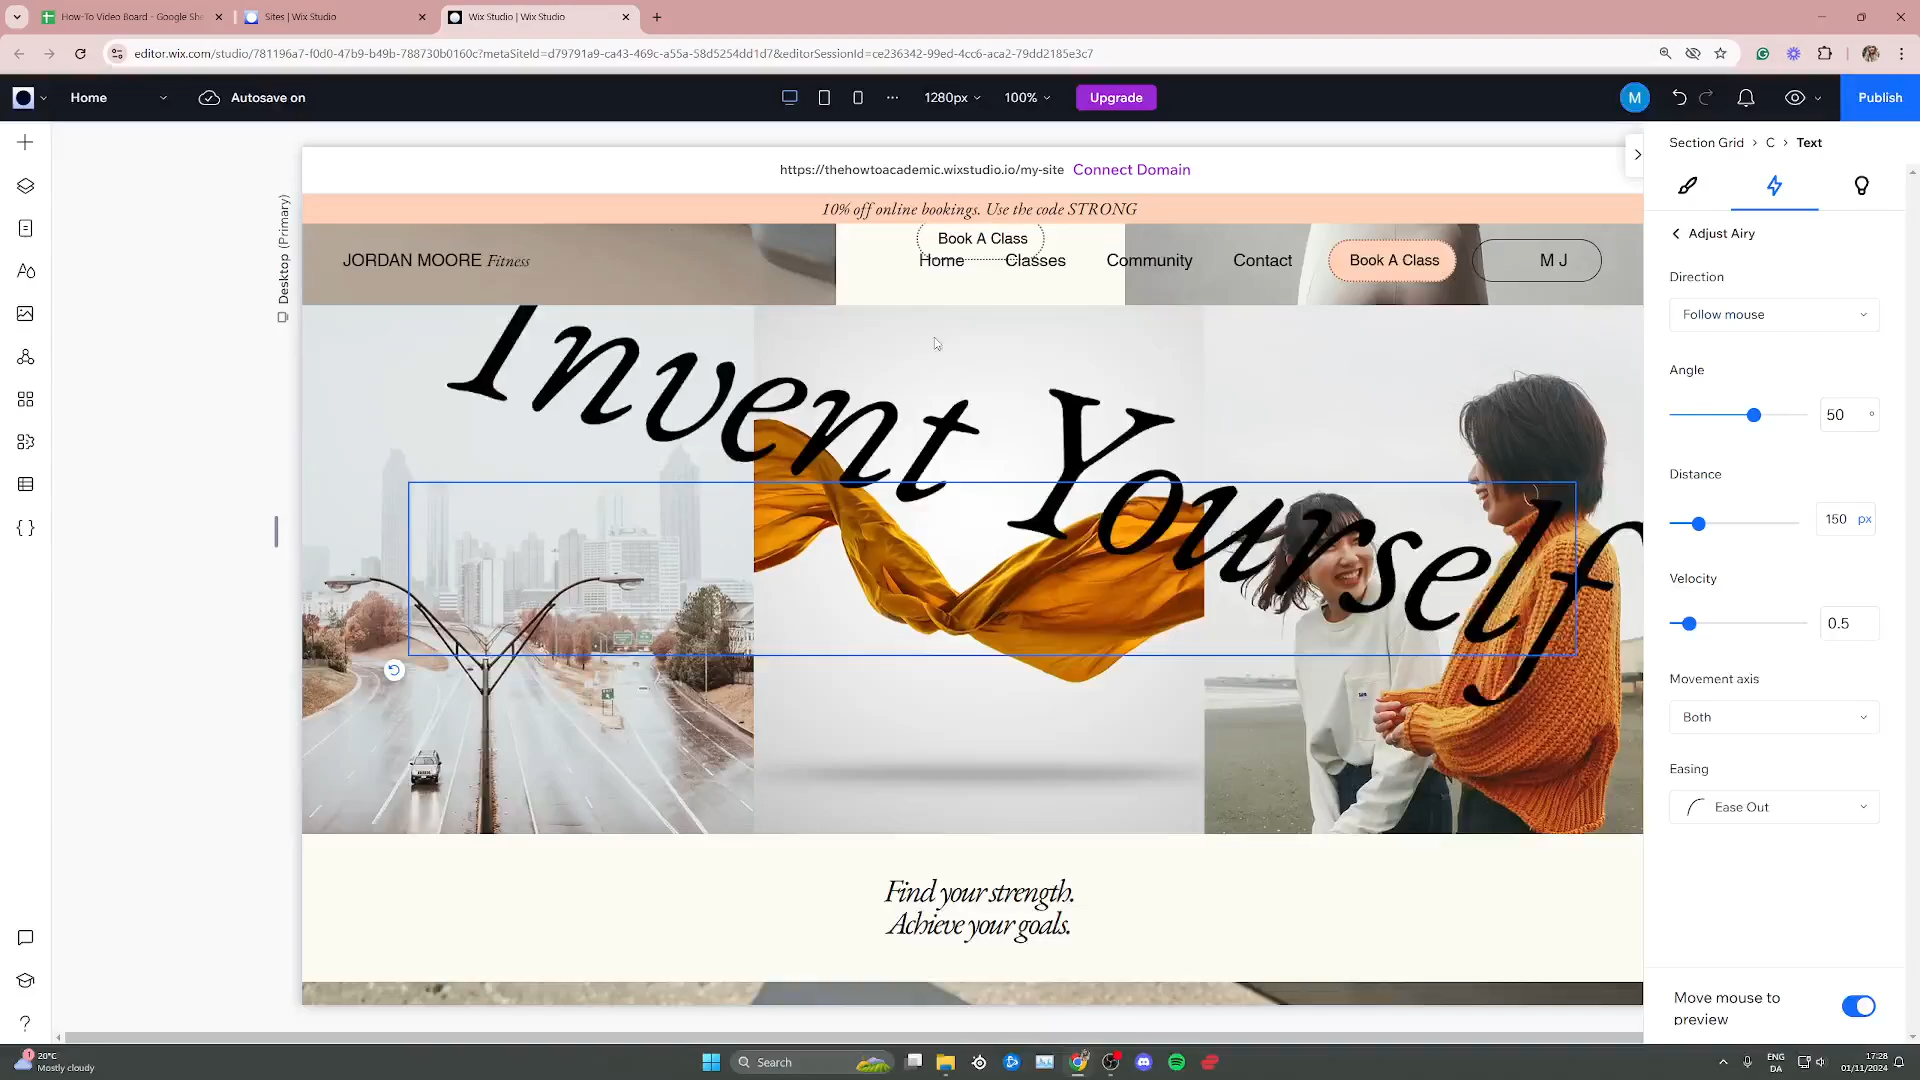 How-To Video Board - Google She
Sites | Wix Studio
Wix Studio | Wix Studio
editor.wix.com/studio/781196a7-f0d0-47b9-b49b-788730b0160c?metaSiteId=d79791a9-ca43-469c-a55a-58d5254dd1d7&editorSessionId=ce236342-99ed-4cc6-aca2-79dd2185e3c7
Home
Autosave on
1280px
100%
Upgrade
M
Publish
Section Grid > C > Text
https://thehowtoacademic.wixstudio.io/my-site Connect Domain
10% off online bookings. Use the code STRONG
Adjust Airy
Desktop (Primary)
Book A Class
JORDAN MOORE Fitness
Home
Classes
Community
Contact
Book A Class
M J
Direction
Follow mouse
Invent Yourself
Angle
50 °
Distance
150 px
Velocity
0.5
Movement axis
Both
Easing
Ease Out
Find your strength.
Achieve your goals.
Move mouse to
preview
1
20°C
Mostly cloudy
Search
ENG
DA
17:28
01/11/2024